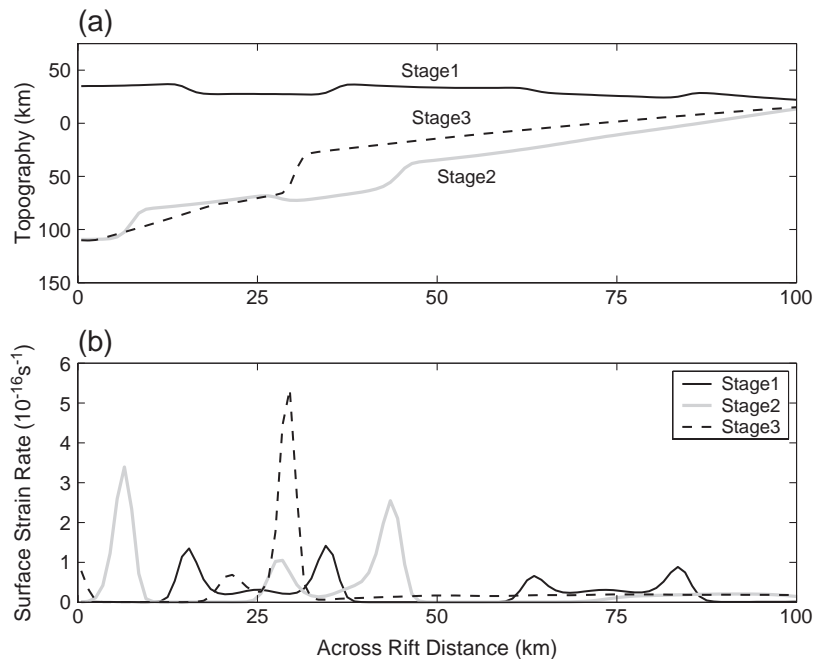 (a)
Topography (km)
50
0
50
100
150
Stage1
Stage3
Stage2
0
25
50
75
100
(b)
Surface Strain Rate (10-16s-1)
6
5
4
3
2
1
0
Stage1
Stage2
Stage3
0
25
50
75
100
Across Rift Distance (km)